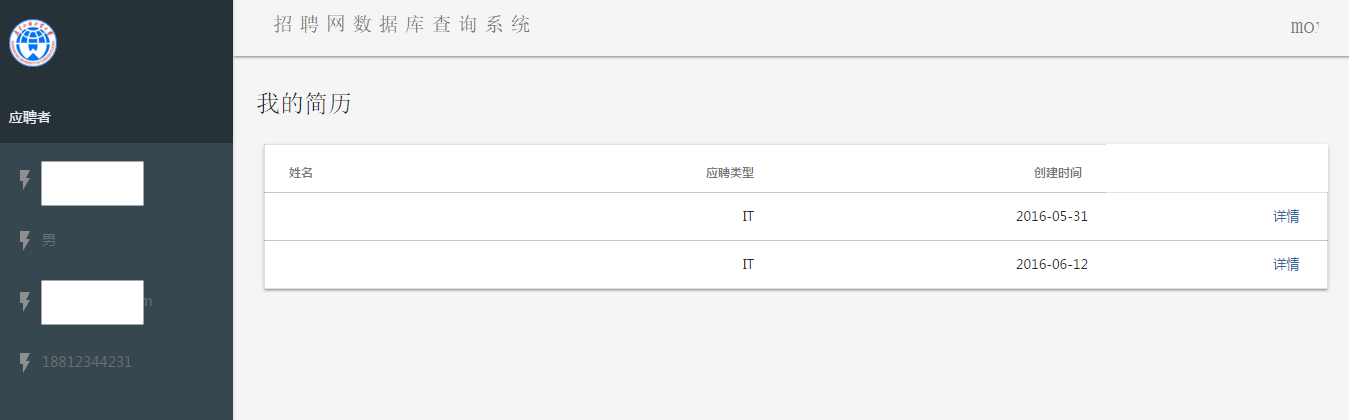 招聘网数据库查询系统
应聘者
男
m
18812344231
我的简历
姓名 应聘类型 创建时间
IT 2016-05-31 详情
IT 2016-06-12 详情